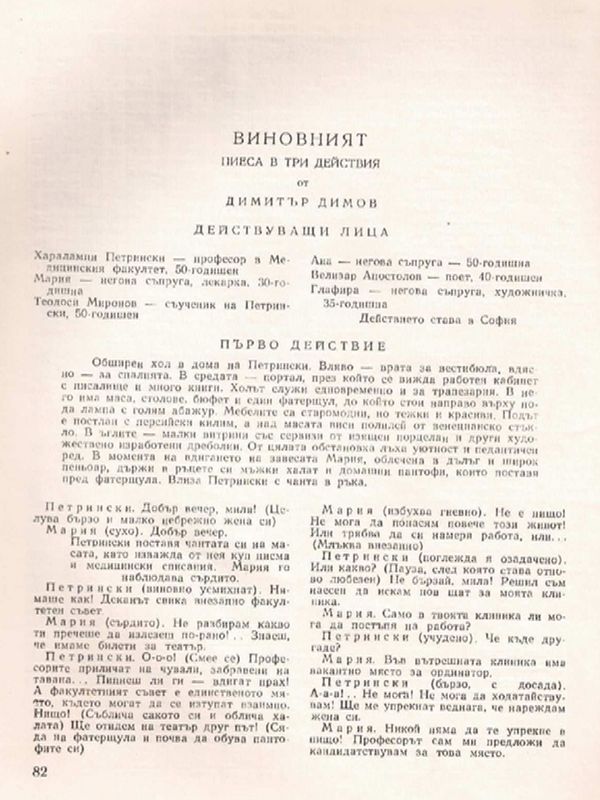 ВИНОВНИЯТ
ПИЕСА В ТРИ ДЕЙСТВИЯ
от
ДИМИТЪР ДИМОВ
ДЕЙСТВУВАЩИ ЛИЦА
Харалампи Петрински — професор в Ме-
дицинския факултет, 50-годишен
Мария — негова съпруга, лекарка, 30-го-
дишна
Теодоси Миронов — съученик на Петрин-
ски, 50-годишен
Ана — негова съпруга — 50-годишна
Велизар Апостолов — поет, 40-годишен
Глафира — негова съпруга, художничка,
35-годишна
Действието става в София
ПЪРВО ДЕЙСТВИЕ
Обширен хол в дома на Петрински. Вляво — врата за вестибюла, вдяс-
но — за спалнята. В средата — портал, през който се вижда работен кабинет
с писалище и много книги. Холът служи едновременно и за трапезария. В не-
го има маса, столове, бюфет и един фатерщул, до който стои направо върху по-
да лампа с голям абажур. Мебелите са старомодни, но тежки и красиви. Подът
е постлан с персийски килим, а над масата виси полилей от венецианско стък-
ло. В ъглите — малки витрини със сервизи от изящен порцелан и други худо-
жествено изработени дреболии. От цялата обстановка лъха уютност и педантичен
ред. В момента на вдигането на завесата Мария, облечена в дълъг и широк
пеньоар, държи в ръцете си мъжки халат и домашни пантофи, които поставя
пред фатерщула. Влиза Петрински с чанта в ръка.
Петрински. Добър вечер, мила! (Це-
лува бързо и малко небрежно жена си)
Мария (сухо). Добър вечер.
Петрински поставя чантата си на ма-
сата, като изважда от нея куп писма
и медицински списания. Мария го
наблюдава сърдито.
Петрински (виновно усмихнат). Ня-
маше как! Деканът свика внезапно факул-
тетен съвет.
Мария (сърдито). Не разбирам какво
ти пречеше да излезеш по-рано!.. Знаеш,
че имаме билети за театър.
Петрински. О-о-о! (Смее се) Профе-
сорите приличат на чували, забравени на
тавана... Пипнеш ли ги — вдигат прах!
А факултетният съвет е единственото мя-
сто, където могат да се изтупат взаимно.
Нищо! (Съблича сакото си и облича ха-
лата) Ще отидем на театър друг път! (Ся-
да на фатерщула и почва да обува панто-
фите си)
82
Мария (избухва гневно). Не е нищо!
Не мога да понасям повече този живот!
Или трябва да си намеря работа, или...
(Млъква внезапно)
Петрински (поглежда я озадачено).
Или какво? (Пауза, след която става отно-
во любезен) Не бързай, мила! Решил съм
наесен да искам нов щат за моята кли-
ника.
Мария. Само в твоята клиника ли мо-
га да постъпя на работа?
Петрински (учудено). Че къде дру-
гаде?
Мария. Във вътрешната клиника има
вакантно място за ординатор.
Петрински (бързо, с досада).
А-а-а!.. Не мога! Не мога да ходатайству-
вам! Ще ме упрекнат веднага, че нареждам
жена си.
Мария. Никой няма да те упрекне в
нищо! Професорът сам ми предложи да
кандидатствувам за това място.